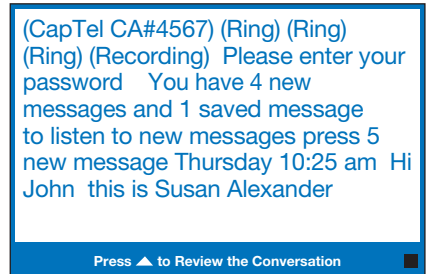 (CapTel CA#4567) (Ring) (Ring)
(Ring) (Recording)  Please enter your
password    You have 4 new
messages and 1 saved message
to listen to new messages press 5
new message Thursday 10:25 am  Hi
John  this is Susan Alexander
Press ▲ to Review the Conversation